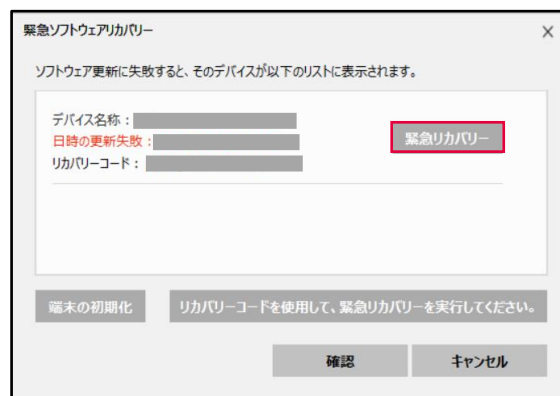 緊急ソフトウェアリカバリー
ソフトウェア更新に失敗すると、そのデバイスが以下のリストに表示されます。
デバイス名称：
日時の更新失敗：
緊急リカバリー
リカバリーコード：
端末の初期化
リカバリーコードを使用して、緊急リカバリーを実行してください。
確認
キャンセル